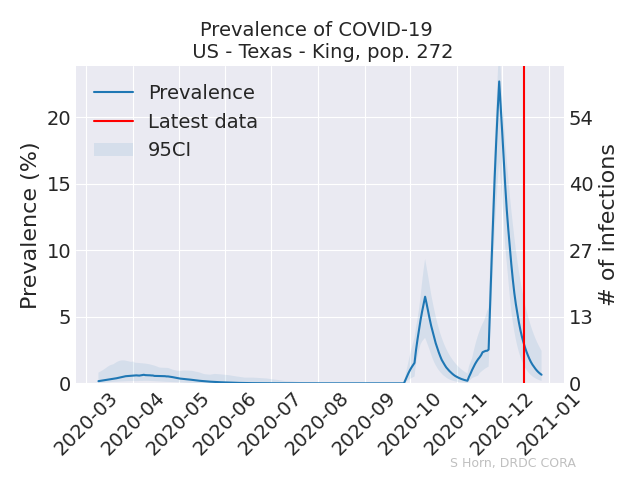 Prevalence of COVID-19
US - Texas - King, pop. 272
Prevalence
Latest data
95CI
Prevalence (%)
20
15
10
5
0
54
40
27
13
0
# of infections
2020-03
2020-04
2020-05
2020-06
2020-07
2020-08
2020-09
2020-10
2020-11
2020-12
2021-01
S Horn, DRDC CORA